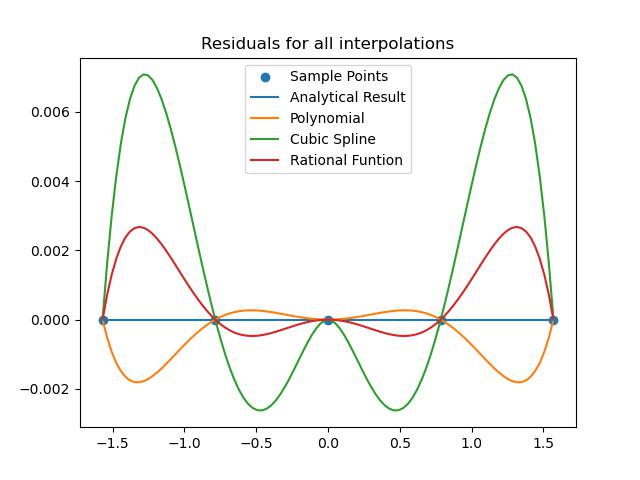 Residuals for all interpolations
Sample Points
Analytical Result
Polynomial
Cubic Spline
Rational Funtion
0.006
0.004
0.002
0.000
−0.002
−1.5
−1.0
−0.5
0.0
0.5
1.0
1.5